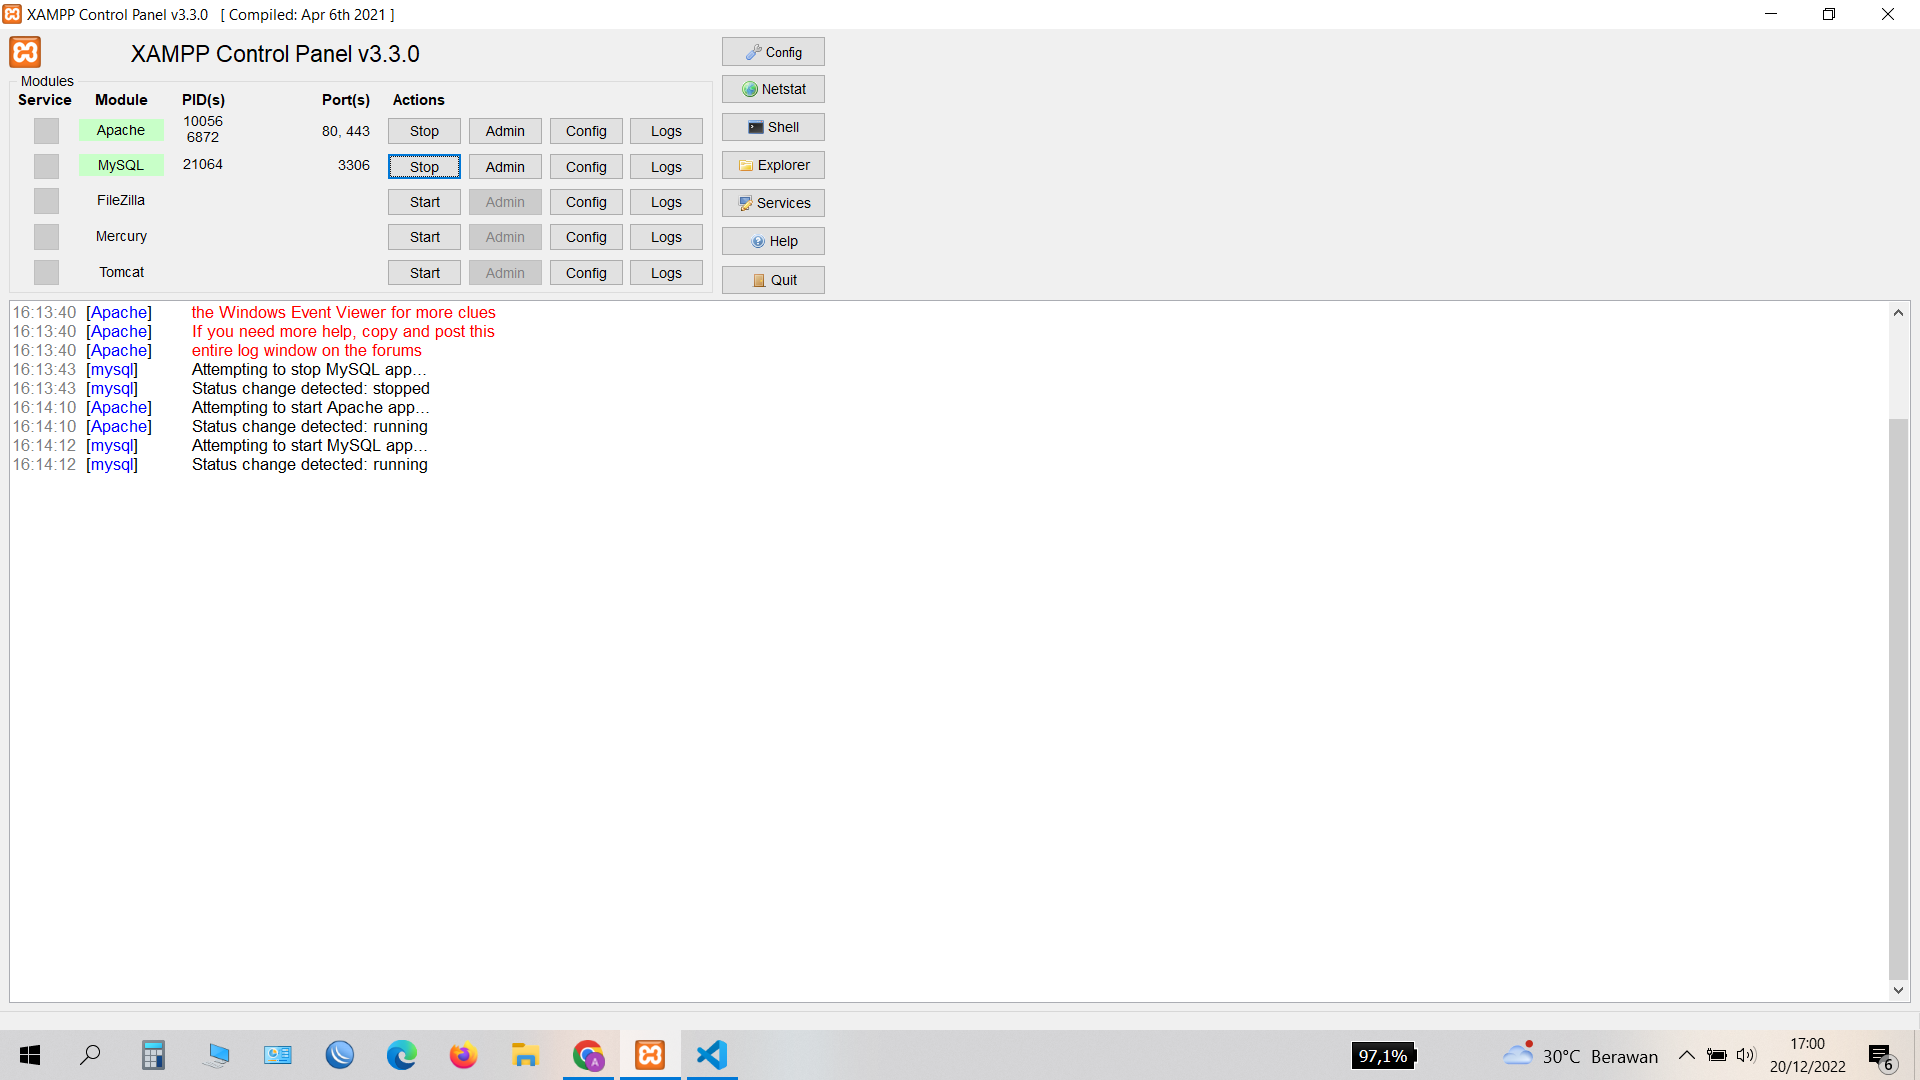 XAMPP Control Panel v3.3.0 [ Compiled: Apr 6th 2021 ]
XAMPP Control Panel v3.3.0
Config
Modules
Service Module PID(s) Port(s) Actions
Netstat
Apache 10056 6872 80, 443 Stop Admin Config Logs
Shell
MySQL 21064 3306 Stop Admin Config Logs
Explorer
FileZilla Start Admin Config Logs
Services
Mercury Start Admin Config Logs
Help
Tomcat Start Admin Config Logs
Quit
16:13:40 [Apache] the Windows Event Viewer for more clues
16:13:40 [Apache] If you need more help, copy and post this
16:13:40 [Apache] entire log window on the forums
16:13:43 [mysql] Attempting to stop MySQL app...
16:13:43 [mysql] Status change detected: stopped
16:14:10 [Apache] Attempting to start Apache app...
16:14:10 [Apache] Status change detected: running
16:14:12 [mysql] Attempting to start MySQL app...
16:14:12 [mysql] Status change detected: running
A
97,1%
30°C Berawan
17:00
20/12/2022
6